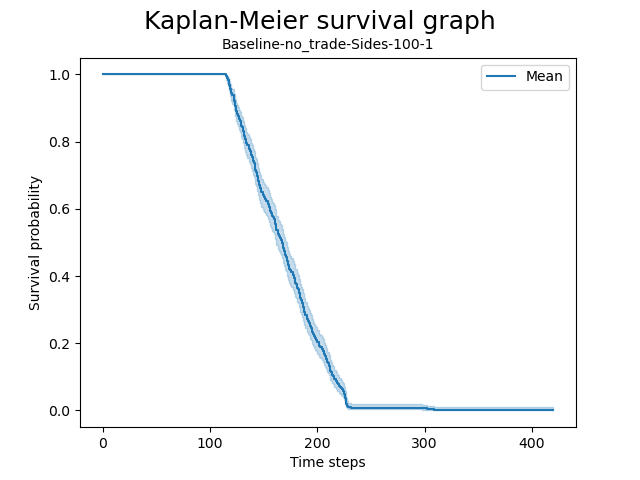 Kaplan-Meier survival graph
Baseline-no_trade-Sides-100-1
Mean
Survival probability
1.0
0.8
0.6
0.4
0.2
0.0
0
100
200
300
400
Time steps